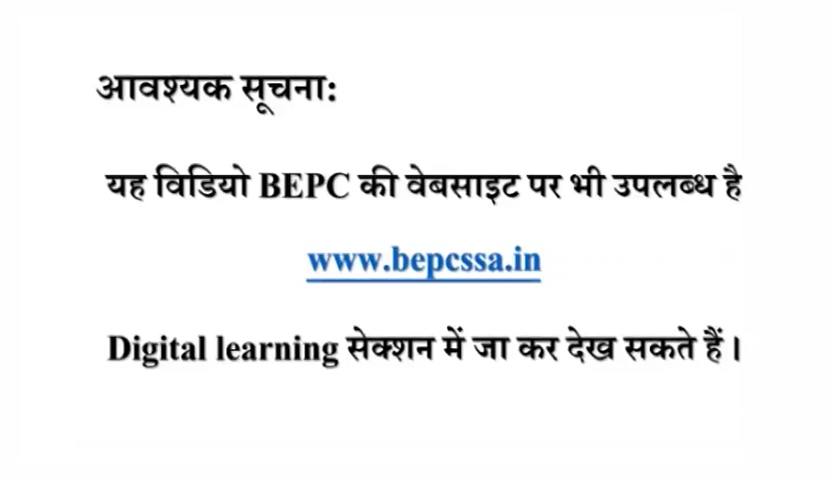 आवश्यक सूचना:
यह विडियो BEPC की वेबसाइट पर भी उपलब्ध है
www.bepcssa.in
Digital learning सेक्शन में जा कर देख सकते हैं।